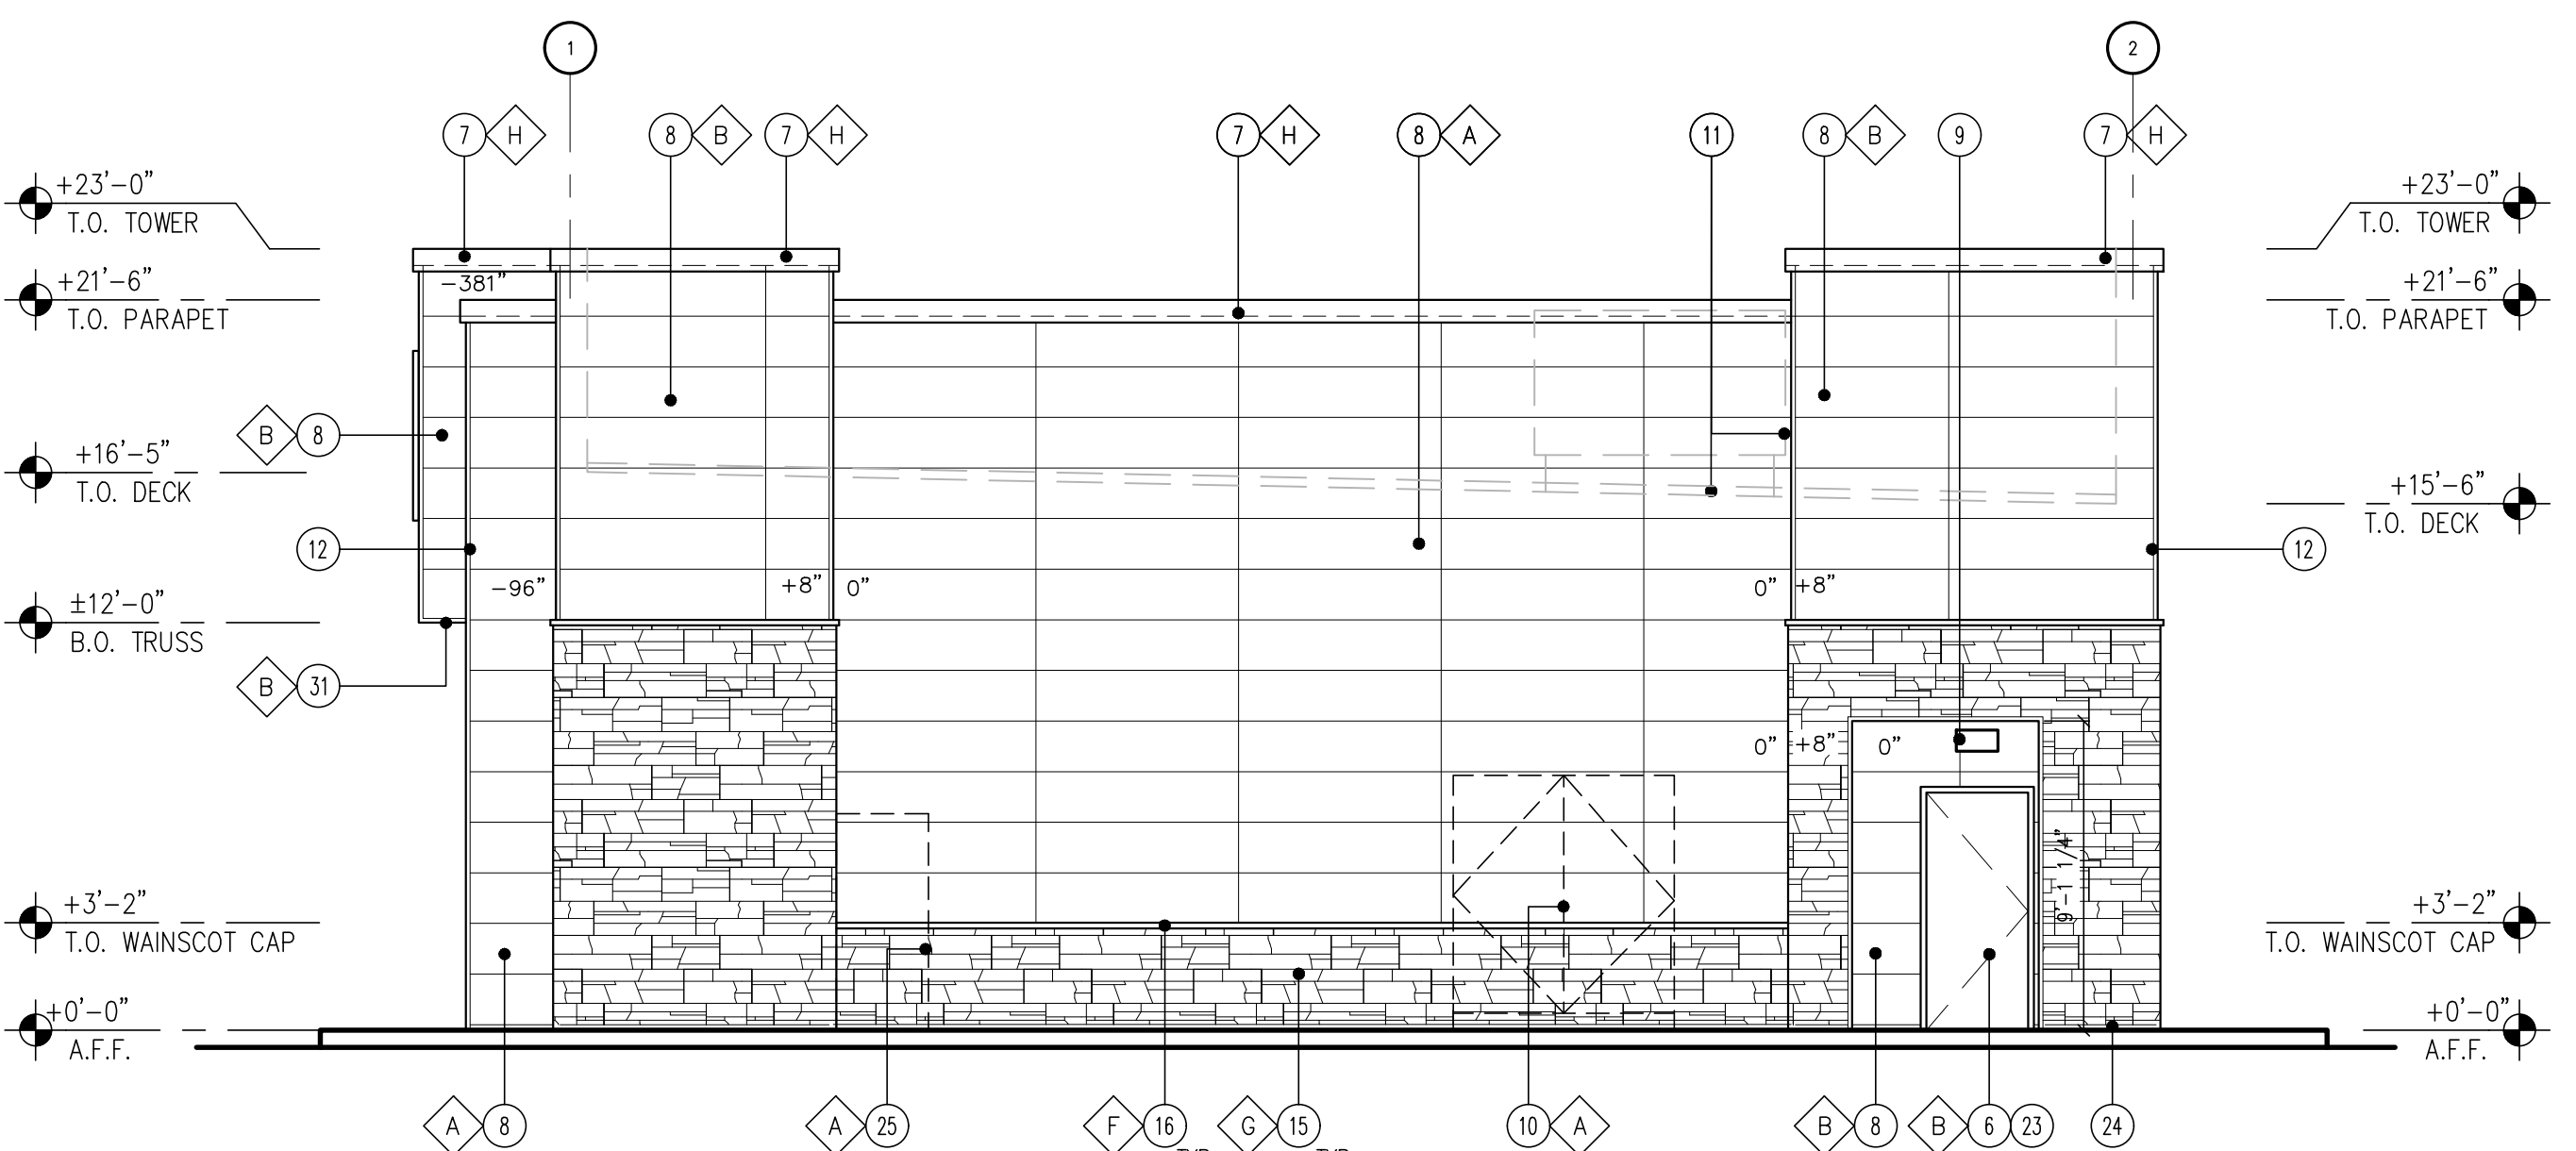 1 2
7 H 8 B 7 H 7 H 8 A 11 8 B 9 7 H
+23'-0" +23'-0"
T.O. TOWER T.O. TOWER
+21'-6" -381" +21'-6"
T.O. PARAPET T.O. PARAPET
B 8
+16'-5" +15'-6"
T.O. DECK T.O. DECK
12 12
-96" +8" 0" 0" +8"
±12'-0"
B.O. TRUSS
B 31
0" +8" 0"
9'-1 1/4"
+3'-2" +3'-2"
T.O. WAINSCOT CAP T.O. WAINSCOT CAP
+0'-0" +0'-0"
A.F.F. A.F.F.
A 8 A 25 F 16 G 15 10 A B 8 B 6 23 24